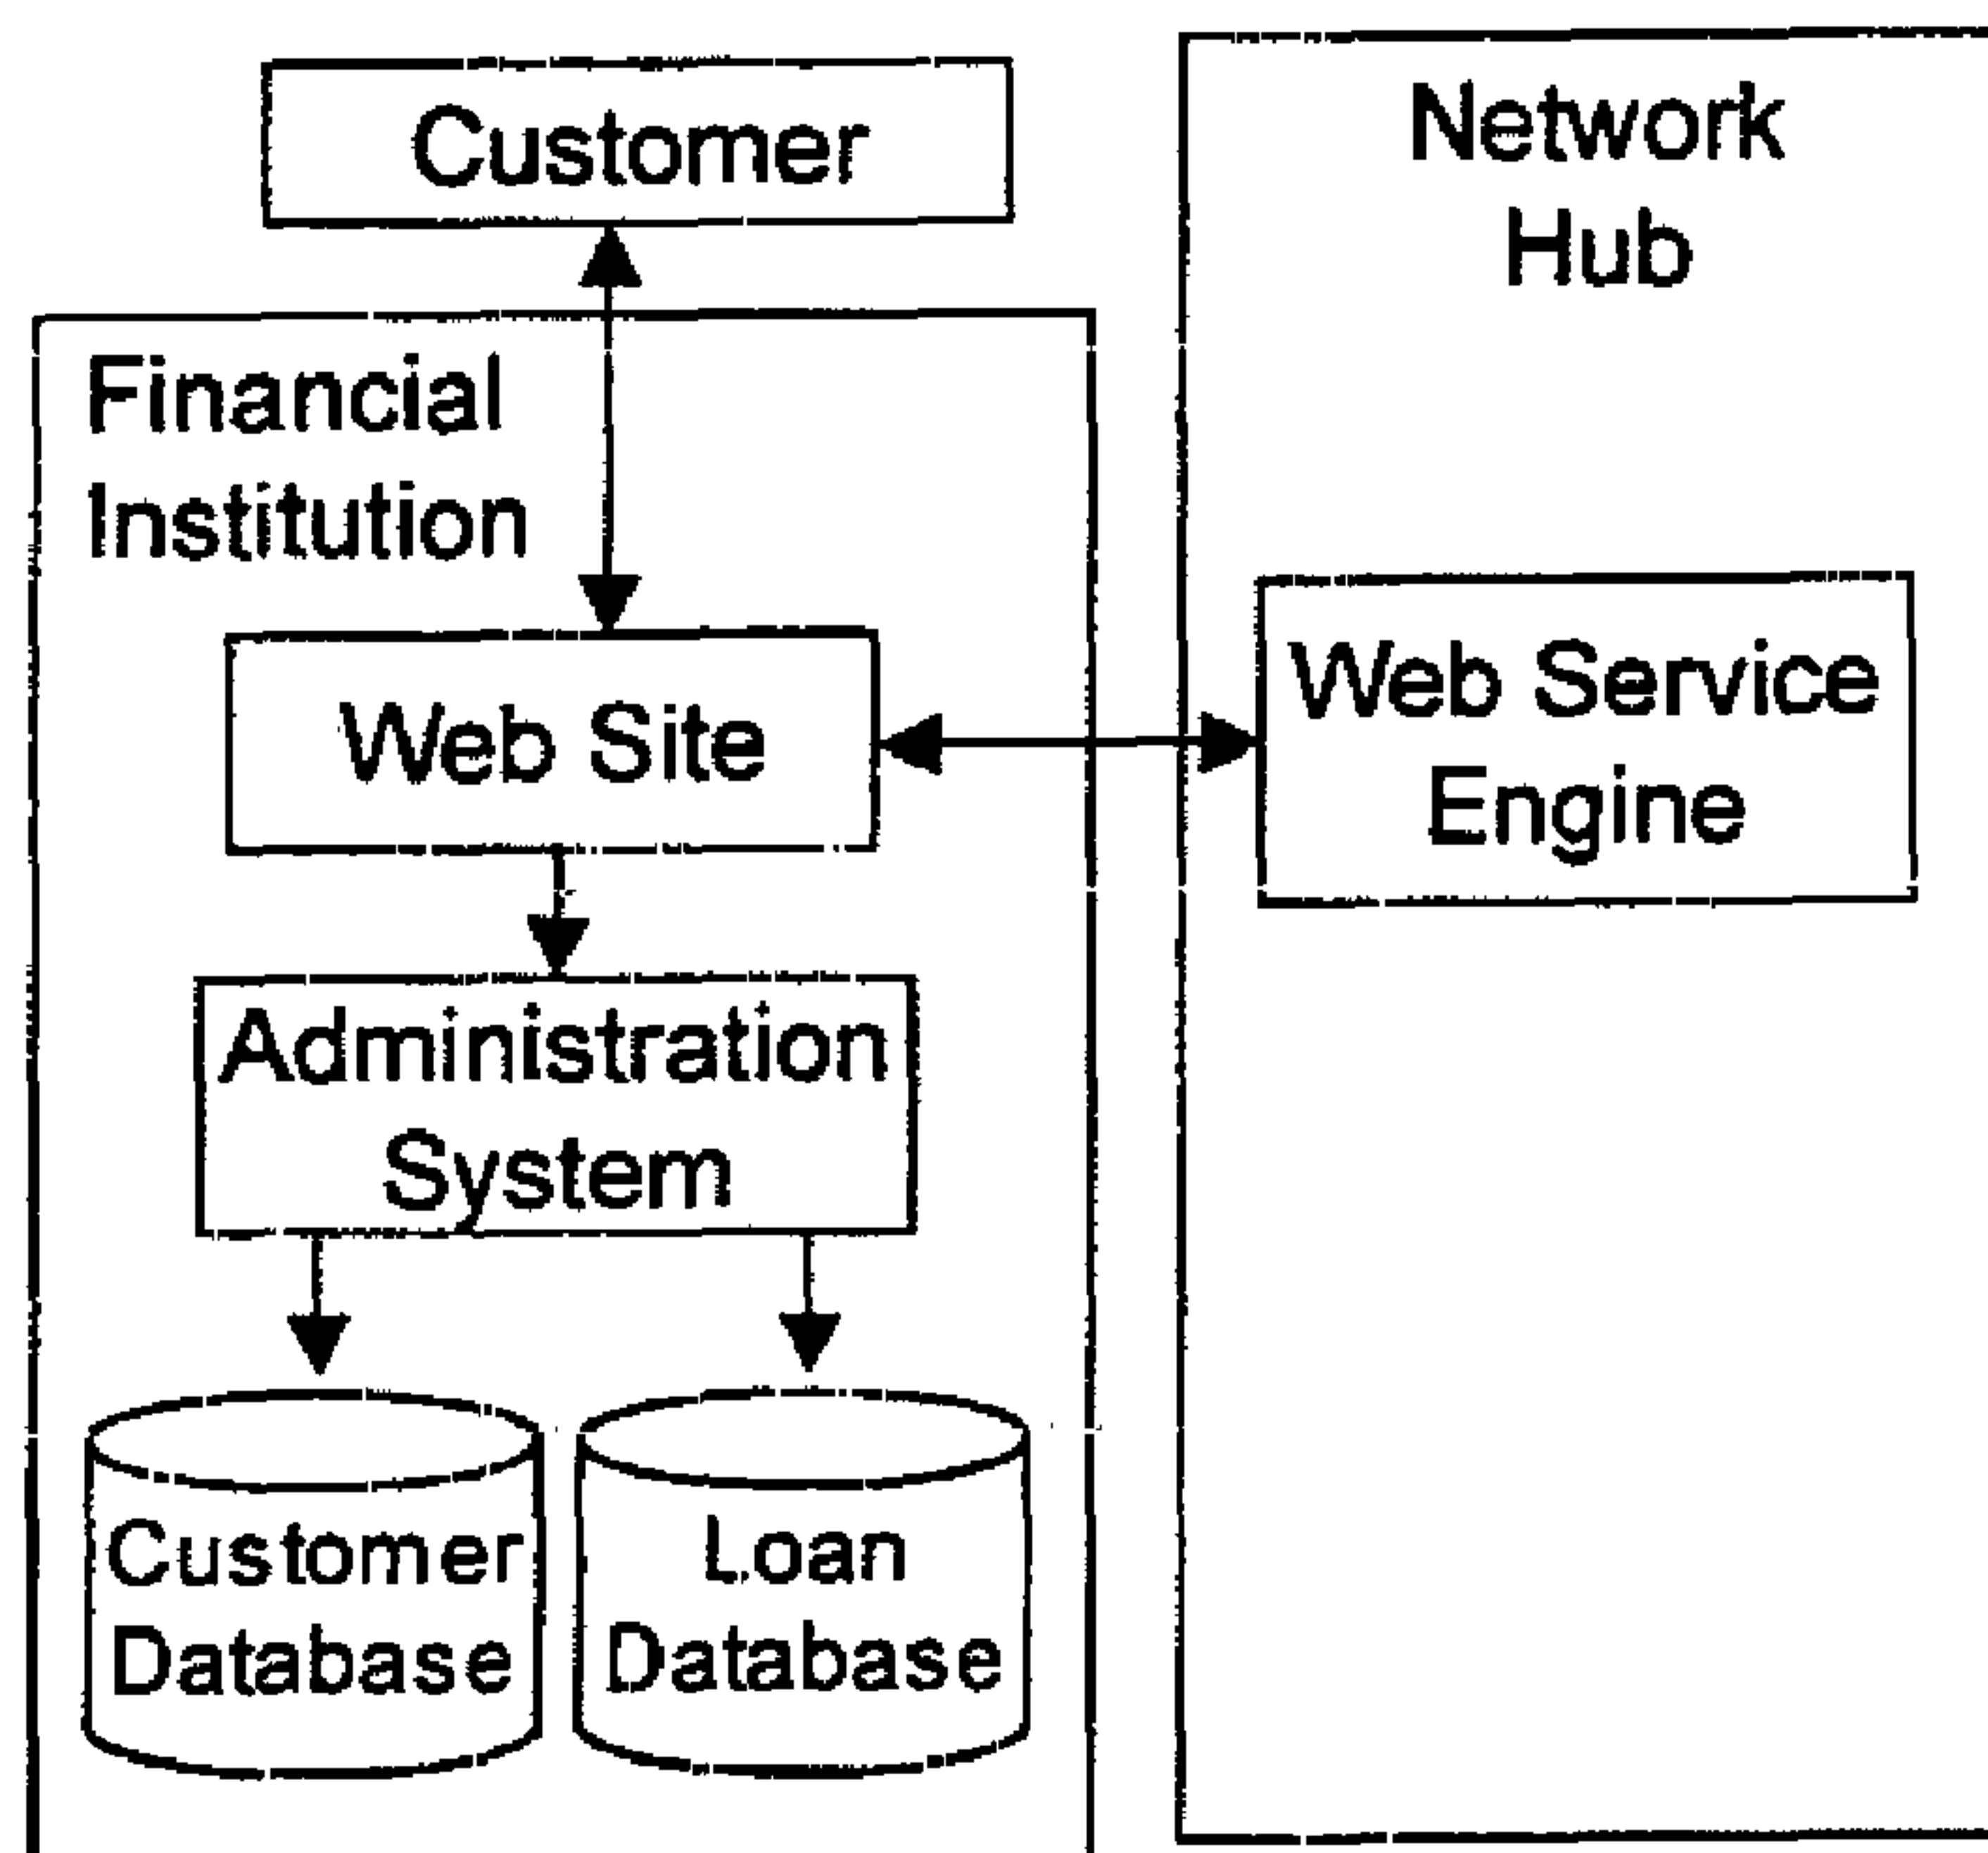 Customer
Financial
Institution
Web Site
Administration
System
Customer
Database
Loan
Database
Network
Hub
Web Service
Engine